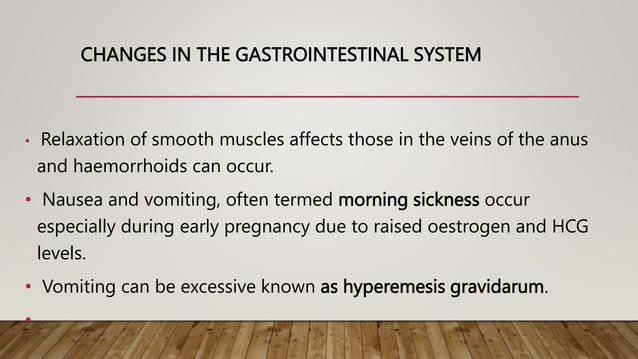 CHANGES IN THE GASTROINTESTINAL SYSTEM
• Relaxation of smooth muscles affects those in the veins of the anus
and haemorrhoids can occur.
• Nausea and vomiting, often termed morning sickness occur
especially during early pregnancy due to raised oestrogen and HCG
levels.
• Vomiting can be excessive known as hyperemesis gravidarum.
•